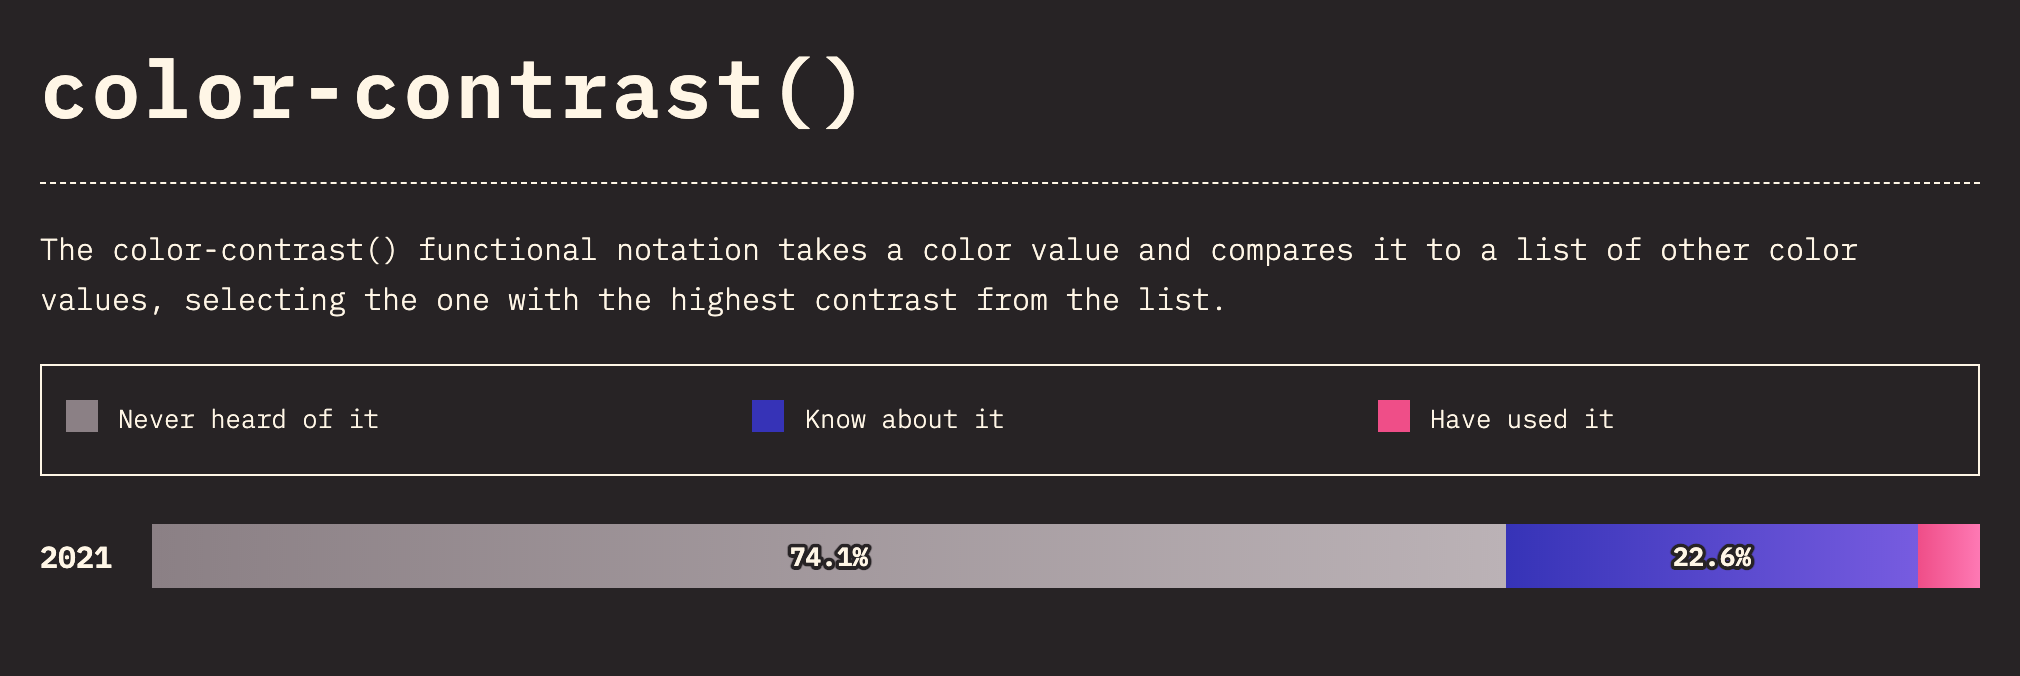 color-contrast()
The color-contrast() functional notation takes a color value and compares it to a list of other color
values, selecting the one with the highest contrast from the list.
Never heard of it
Know about it
Have used it
2021
74.1%
22.6%